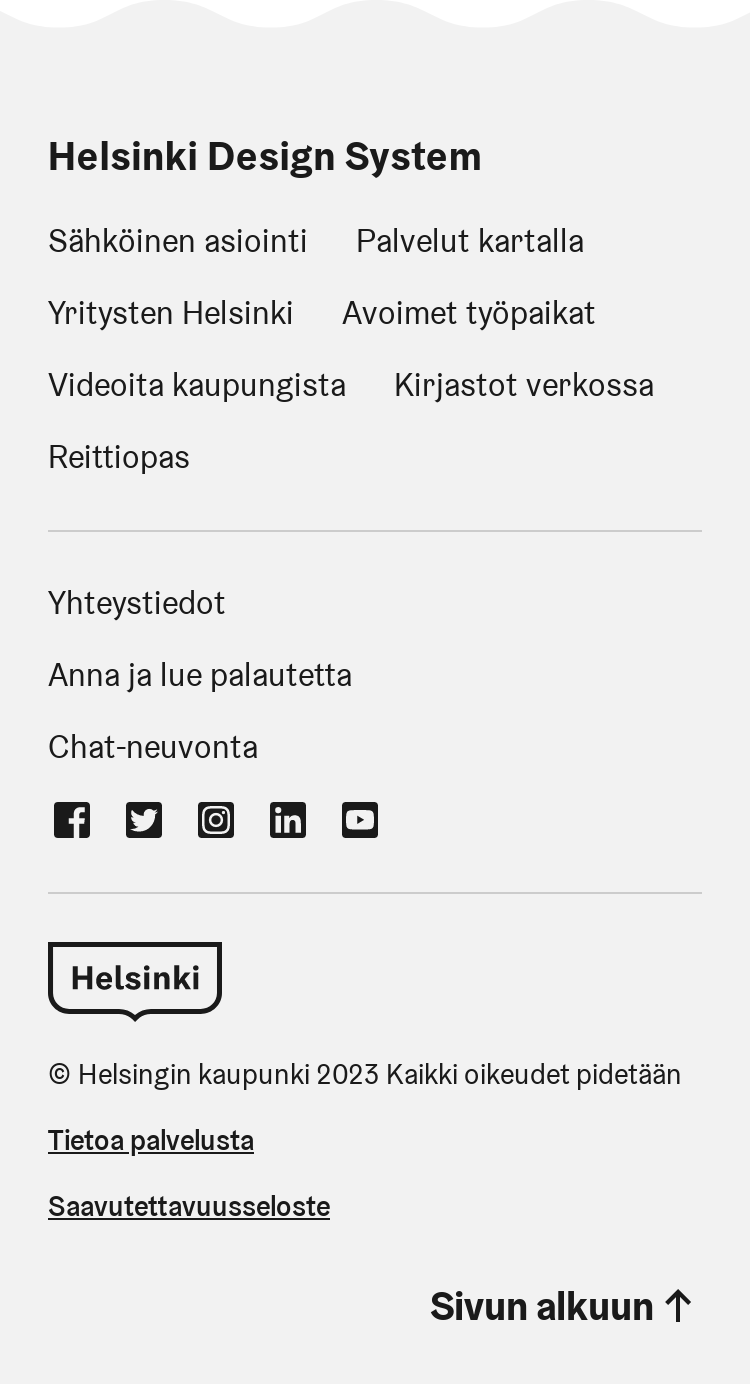 Helsinki Design System
Sähköinen asiointi Palvelut kartalla
Yritysten Helsinki Avoimet työpaikat
Videoita kaupungista Kirjastot verkossa
Reittiopas
Yhteystiedot
Anna ja lue palautetta
Chat-neuvonta
Helsinki
© Helsingin kaupunki 2023 Kaikki oikeudet pidetään
Tietoa palvelusta
Saavutettavuusseloste
Sivun alkuun ↑